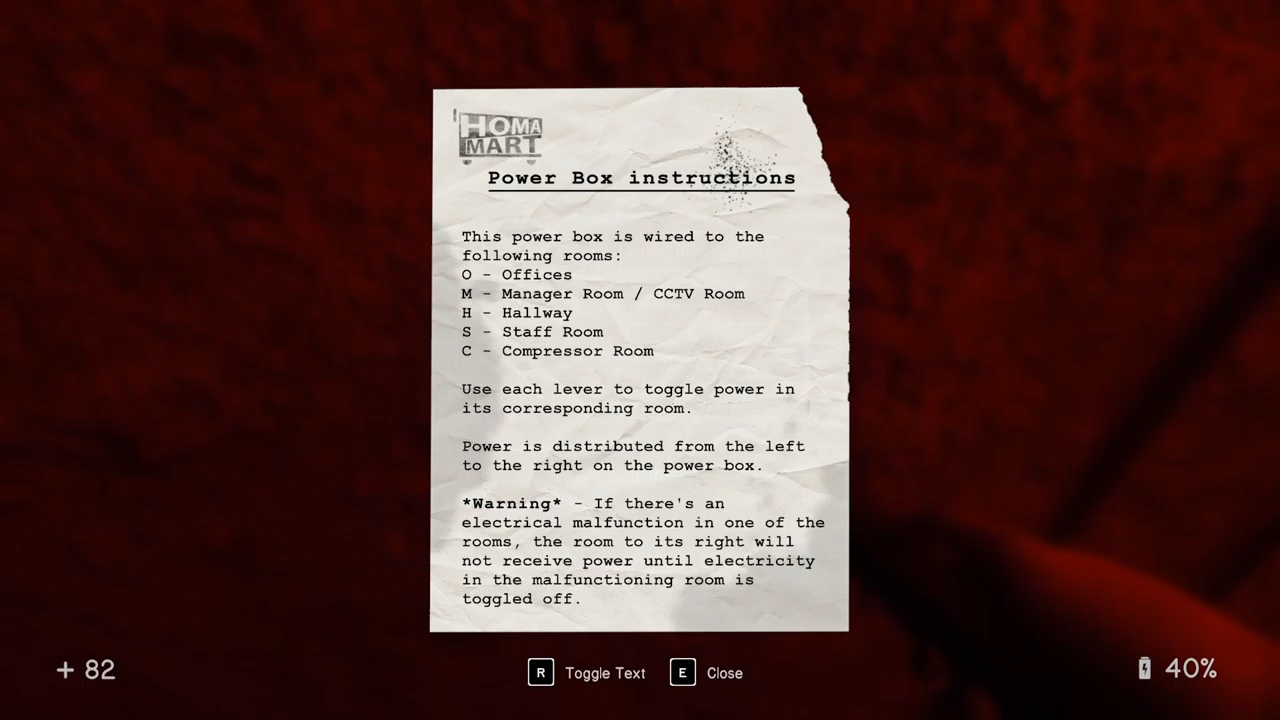 HOMA
MART
Power Box instructions
This power box is wired to the
following rooms:
O - Offices
M - Manager Room / CCTV Room
H - Hallway
S - Staff Room
C - Compressor Room
Use each lever to toggle power in
its corresponding room.
Power is distributed from the left
to the right on the power box.
*Warning* - If there's an
electrical malfunction in one of the
rooms, the room to its right will
not receive power until electricity
in the malfunctioning room is
toggled off.
+ 82
R Toggle Text E Close
40%